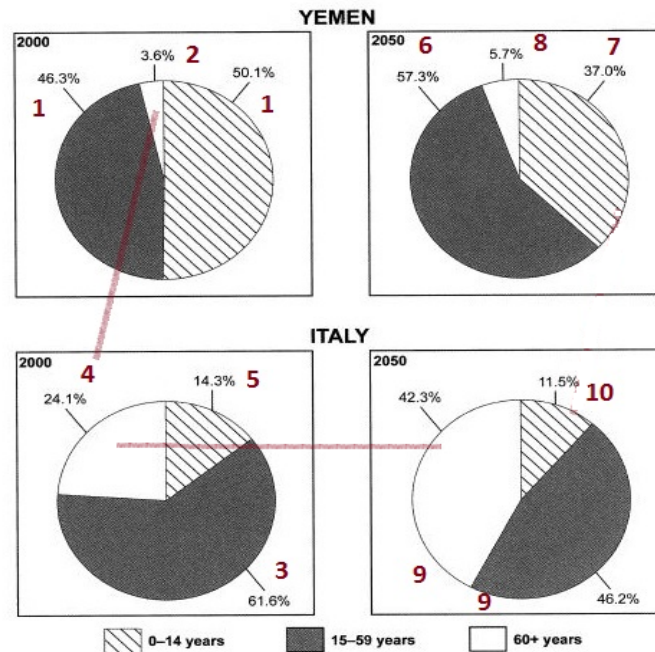 YEMEN
2000
3.6% 2
46.3% 50.1%
1 1
2050
6 8 7
5.7% 37.0%
57.3%
ITALY
2000
4 14.3% 5
24.1%
3
61.6%
2050
42.3% 11.5% 10
9 9
46.2%
0–14 years 15–59 years 60+ years